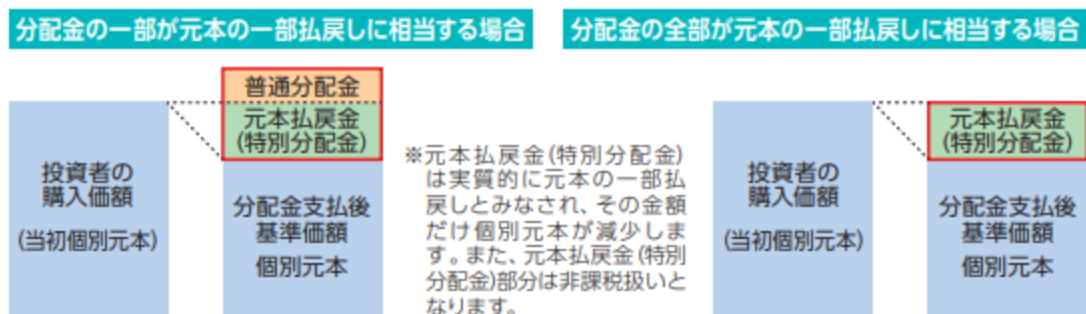 分配金の一部が元本の一部払戻しに相当する場合
普通分配金
元本払戻金
(特別分配金)
投資者の
購入価額
(当初個別元本)
分配金支払後
基準価額
個別元本
※元本払戻金(特別分配金)
は実質的に元本の一部払
戻しとみなされ、その金額
だけ個別元本が減少しま
す。また、元本払戻金(特別
分配金)部分は非課税扱いと
なります。
分配金の全部が元本の一部払戻しに相当する場合
元本払戻金
(特別分配金)
投資者の
購入価額
(当初個別元本)
分配金支払後
基準価額
個別元本